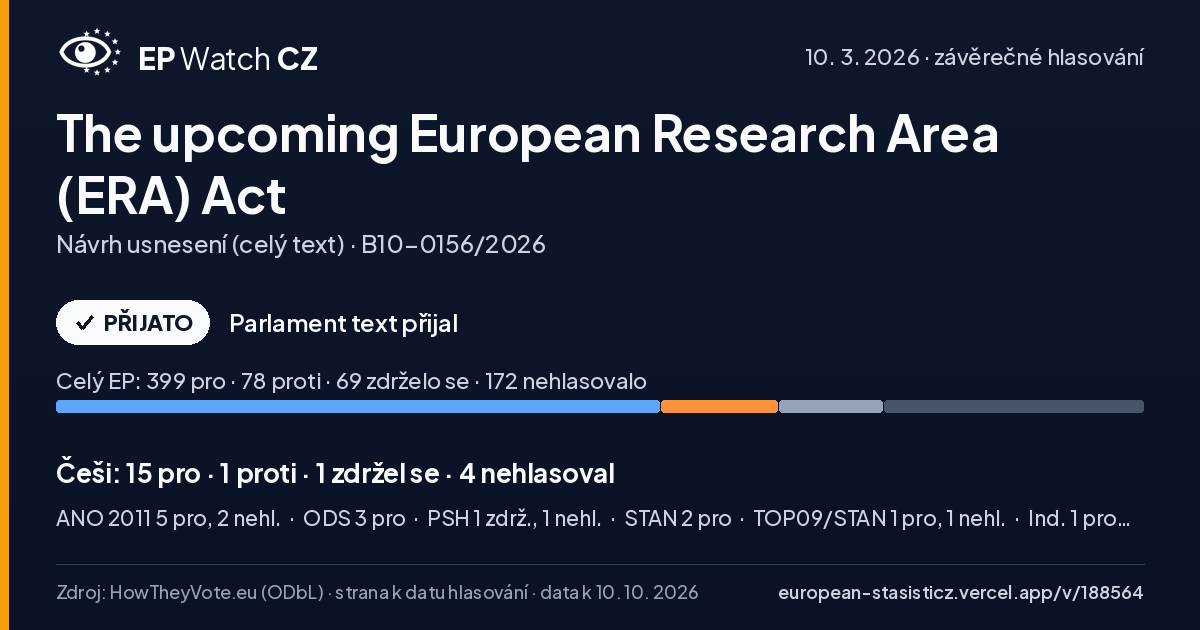 EP Watch CZ
10. 3. 2026 · závěrečné hlasování
The upcoming European Research Area
(ERA) Act
Návrh usnesení (celý text) · B10–0156/2026
✓ PŘIJATO
Parlament text přijal
Celý EP: 399 pro · 78 proti · 69 zdrželo se · 172 nehlasovalo
Češi: 15 pro · 1 proti · 1 zdržel se · 4 nehlasoval
ANO 2011 5 pro, 2 nehl. · ODS 3 pro · PSH 1 zdrž., 1 nehl. · STAN 2 pro · TOP09/STAN 1 pro, 1 nehl. · Ind. 1 pro…
Zdroj: HowTheyVote.eu (ODbL) · strana k datu hlasování · data k 10. 10. 2026
european-stasisticz.vercel.app/v/188564